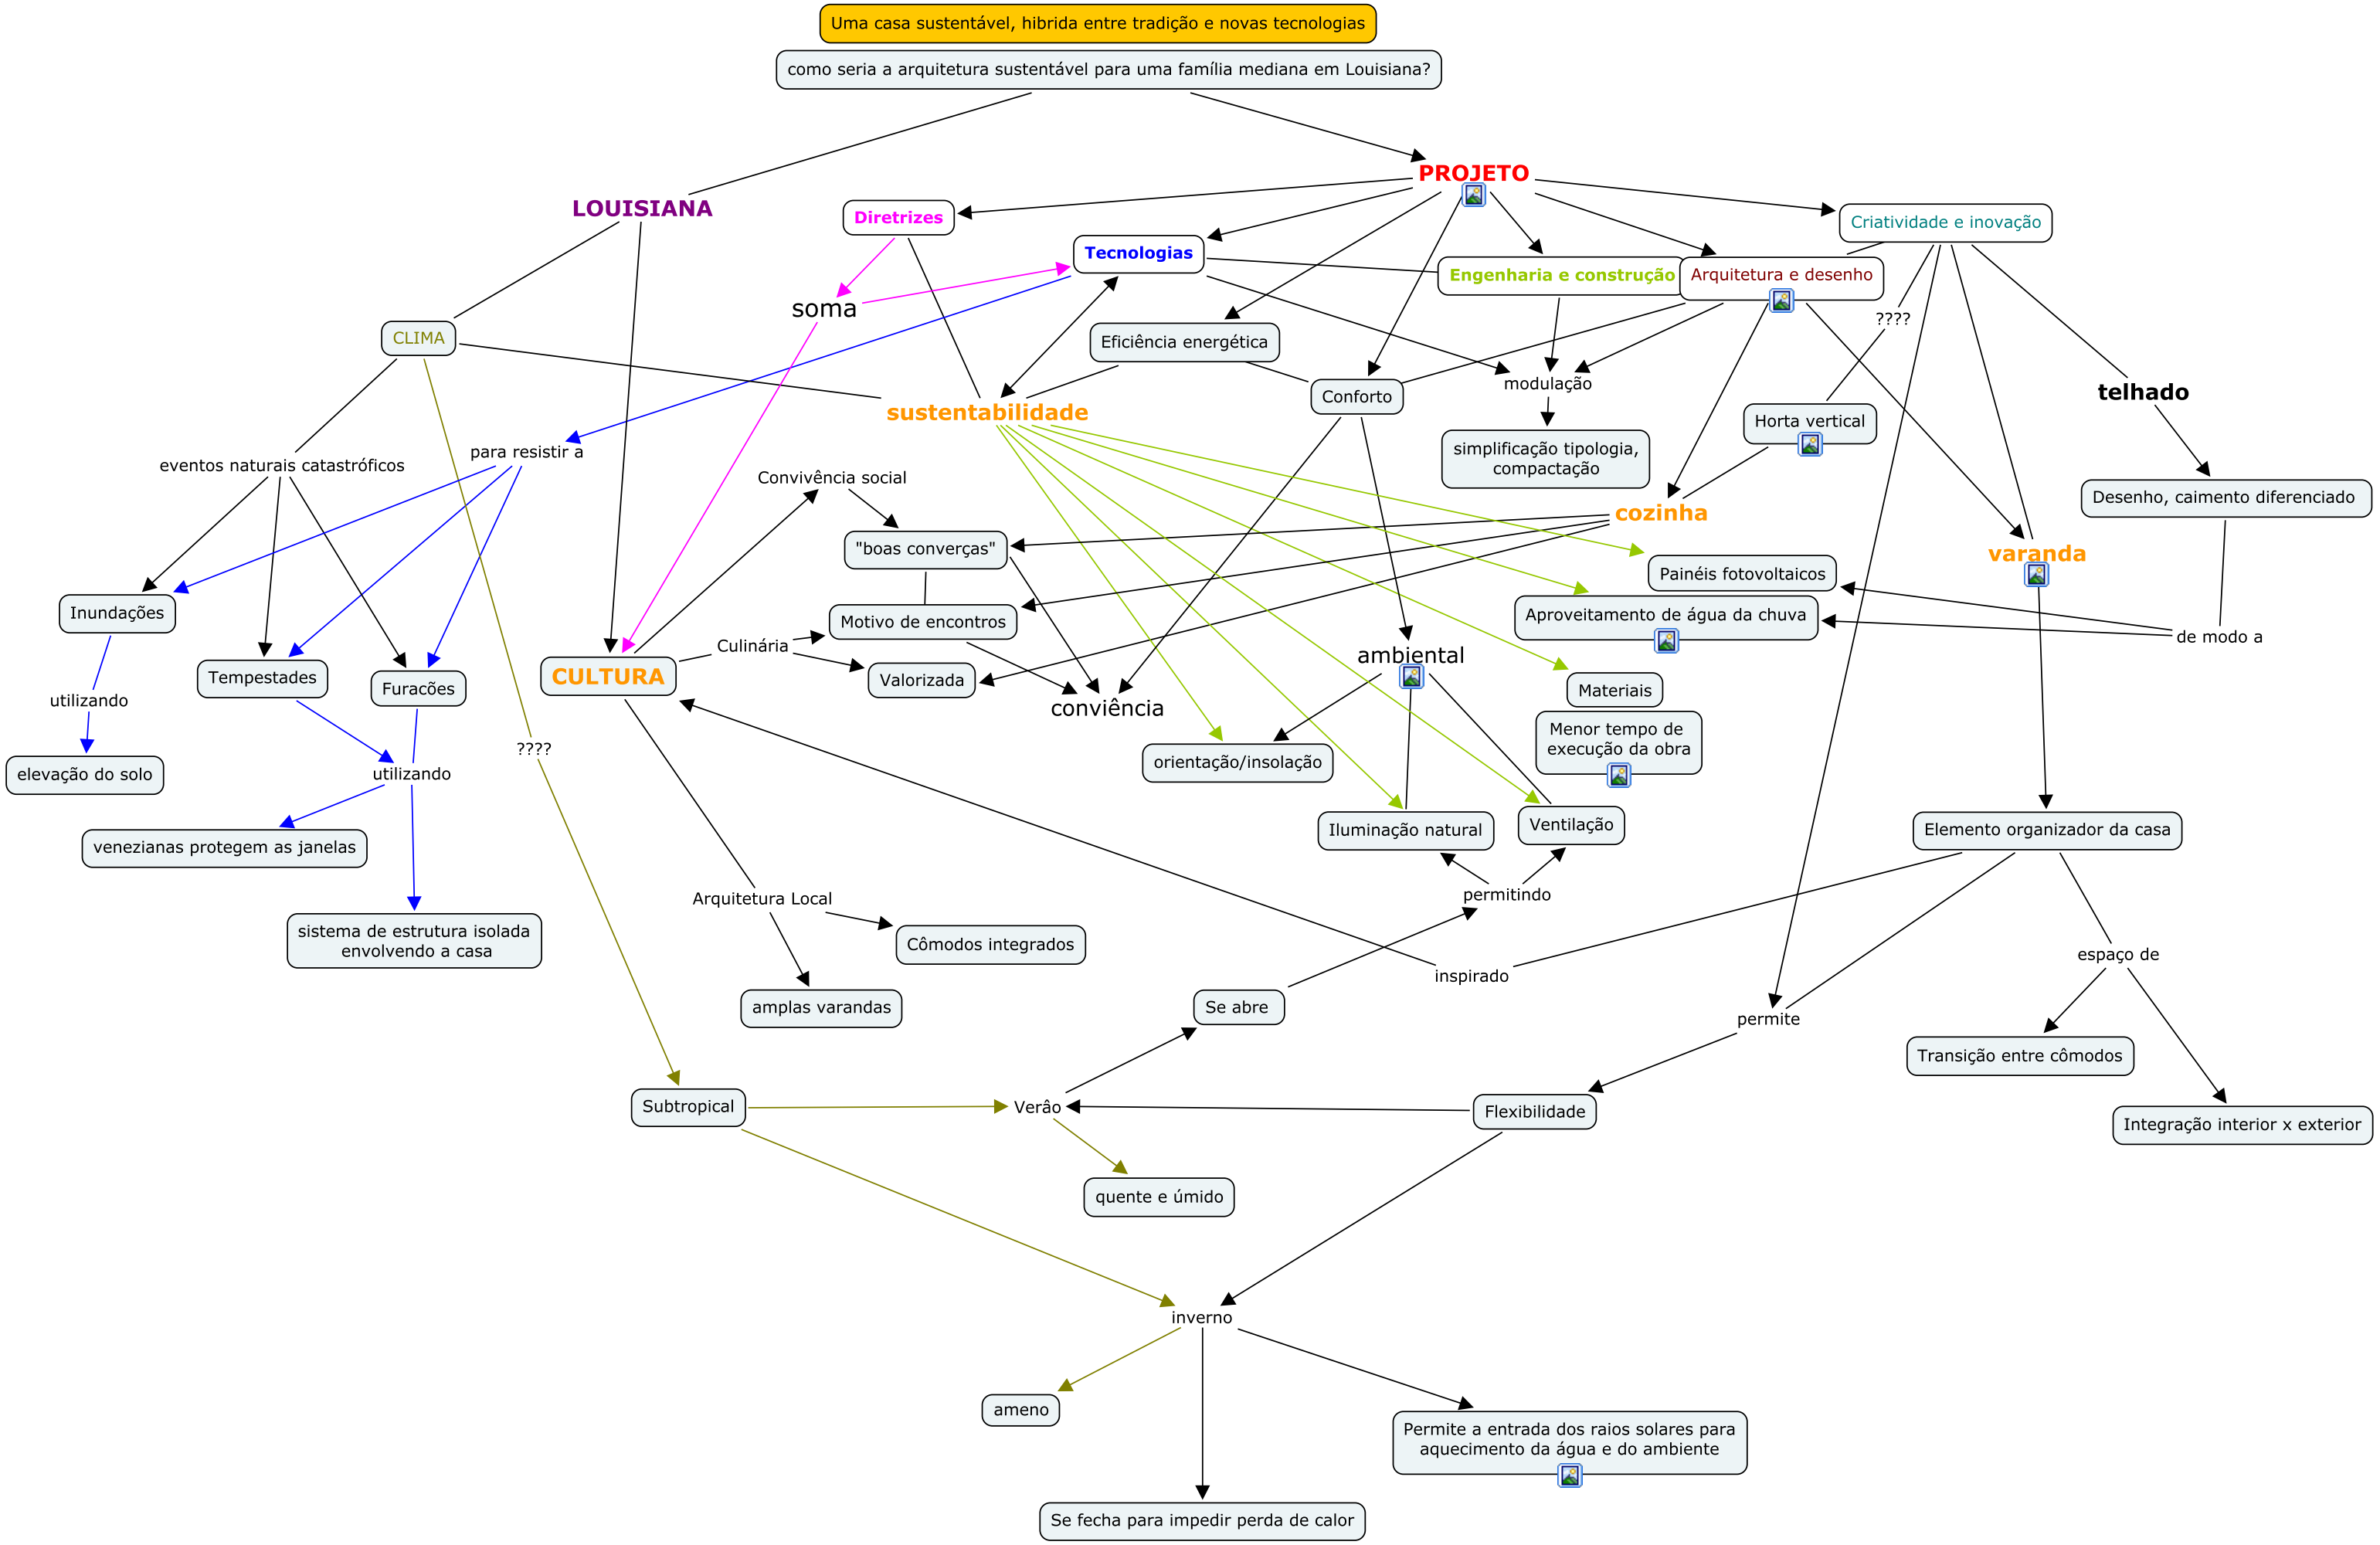 Uma casa sustentável, hibrida entre tradição e novas tecnologias
como seria a arquitetura sustentável para uma família mediana em Louisiana?
PROJETO
LOUISIANA
Diretrizes
Criatividade e inovação
Tecnologias
Engenharia e construção
Arquitetura e desenho
soma
????
CLIMA
Eficiência energética
modulação
telhado
Conforto
sustentabilidade
Horta vertical
simplificação tipologia,
compactação
para resistir a
eventos naturais catastróficos
Convivência social
Desenho, caimento diferenciado
cozinha
"boas converças"
varanda
Painéis fotovoltaicos
Inundações
Motivo de encontros
Aproveitamento de água da chuva
de modo a
Culinária
ambiental
CULTURA
Tempestades
Furacões
Valorizada
Materiais
utilizando
conviência
Menor tempo de
execução da obra
????
orientação/insolação
elevação do solo
utilizando
Iluminação natural
Ventilação
Elemento organizador da casa
venezianas protegem as janelas
permitindo
Arquitetura Local
sistema de estrutura isolada
envolvendo a casa
Cômodos integrados
espaço de
inspirado
amplas varandas
Se abre
permite
Transição entre cômodos
Subtropical
Verâo
Flexibilidade
Integração interior x exterior
quente e úmido
inverno
ameno
Permite a entrada dos raios solares para
aquecimento da água e do ambiente
Se fecha para impedir perda de calor